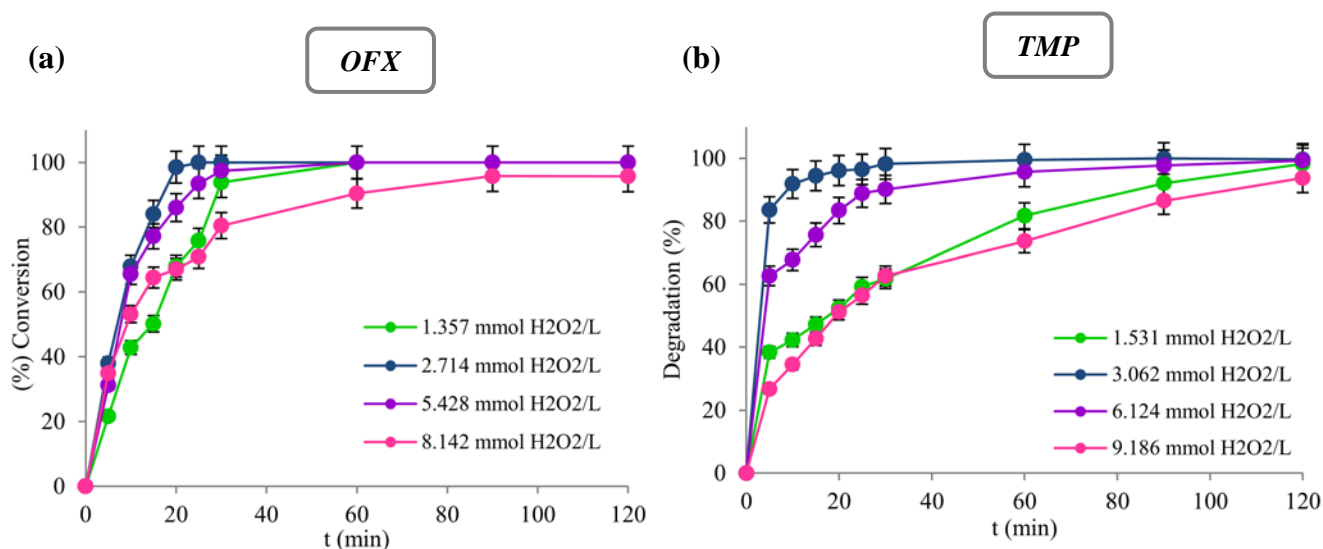 (a)
OFX
(%) Conversion
100
80
60
40
20
0
0 20 40 60 80 100 120
t (min)
1.357 mmol H2O2/L
2.714 mmol H2O2/L
5.428 mmol H2O2/L
8.142 mmol H2O2/L
(b)
TMP
Degradation (%)
100
80
60
40
20
0
0 20 40 60 80 100 120
t (min)
1.531 mmol H2O2/L
3.062 mmol H2O2/L
6.124 mmol H2O2/L
9.186 mmol H2O2/L